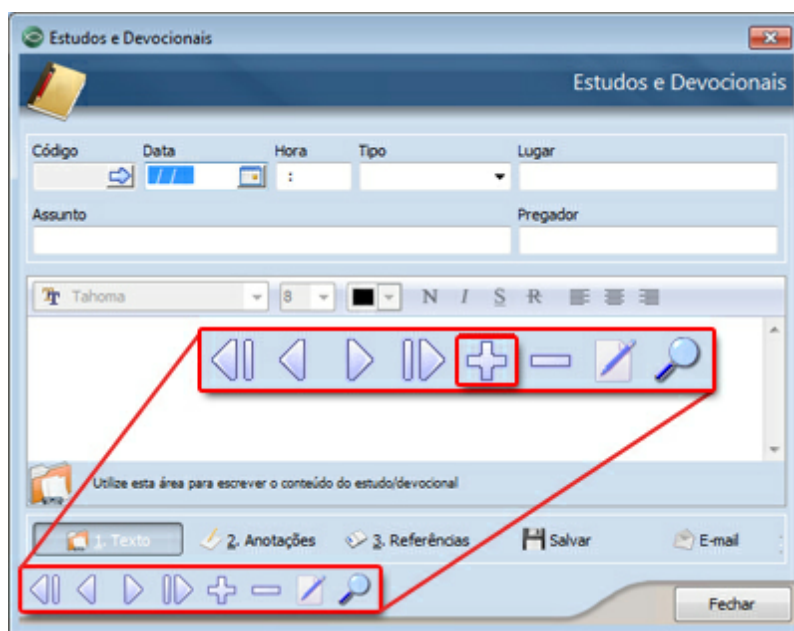 Estudos e Devocionais
Estudos e Devocionais
Código Data Hora Tipo Lugar
/ / :
Assunto Pregador
Tahoma 8 N I S R
Utilize esta área para escrever o conteúdo do estudo/devocional
1. Texto 2. Anotações 3. Referências Salvar E-mail
Fechar